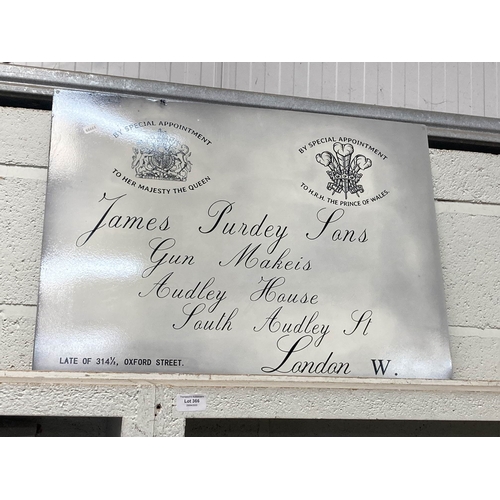 BY SPECIAL APPOINTMENT
TO HER MAJESTY THE QUEEN
BY SPECIAL APPOINTMENT
TO H.R.H. THE PRINCE OF WALES.
James Purdey Sons
Gun Makeis
Audley House
South Audley St
London W.
LATE OF 314½, OXFORD STREET.
Lot 366